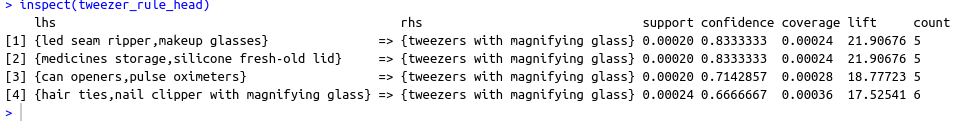 > inspect(tweezer_rule_head)
lhs rhs support confidence coverage lift count
[1] {led seam ripper,makeup glasses} => {tweezers with magnifying glass} 0.00020 0.8333333 0.00024 21.90676 5
[2] {medicines storage,silicone fresh-old lid} => {tweezers with magnifying glass} 0.00020 0.8333333 0.00024 21.90676 5
[3] {can openers,pulse oximeters} => {tweezers with magnifying glass} 0.00020 0.7142857 0.00028 18.77723 5
[4] {hair ties,nail clipper with magnifying glass} => {tweezers with magnifying glass} 0.00024 0.6666667 0.00036 17.52541 6
>